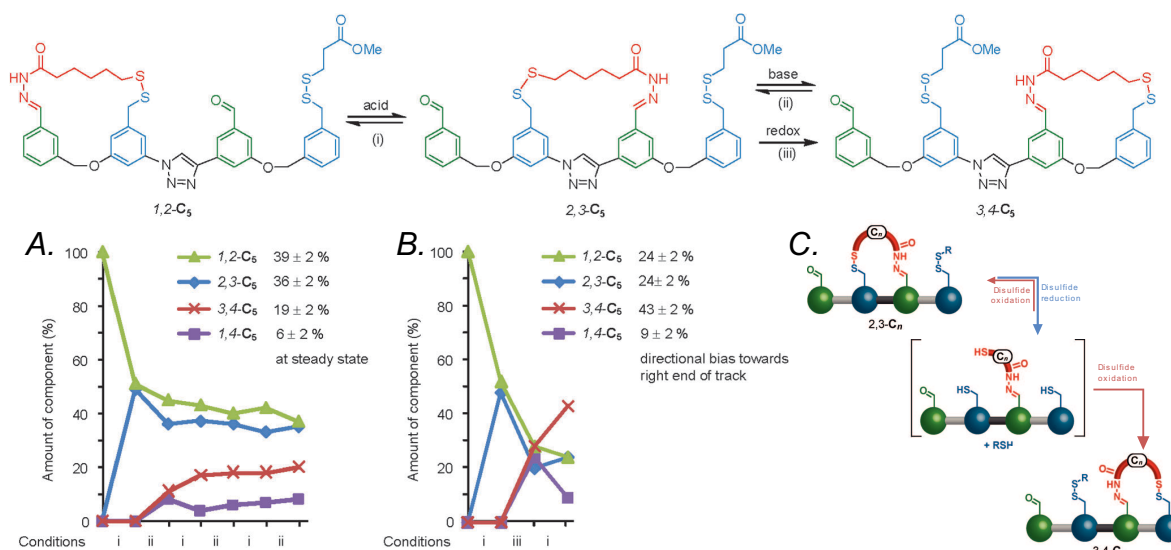 O
OMe
O
OMe
O
OMe
O
HN
N
S
S
S
S
O
O
O
N
N=N
1,2-C5
acid
(i)
S
S
O
NH
N
S
S
O
O
O
N
N=N
2,3-C5
base
(ii)
redox
(iii)
S
S
O
HN
N
S
S
O
O
O
N
N=N
3,4-C5
A.
100
80
60
40
20
0
Amount of component (%)
1,2-C5 39 ± 2 %
2,3-C5 36 ± 2 %
3,4-C5 19 ± 2 %
1,4-C5 6 ± 2 %
at steady state
Conditions i ii i ii i ii
B.
100
80
60
40
20
0
Amount of component (%)
1,2-C5 24 ± 2 %
2,3-C5 24± 2 %
3,4-C5 43 ± 2 %
1,4-C5 9 ± 2 %
directional bias towards
right end of track
Conditions i iii i
C.
Cn
O
NH
N
S
S
S-R
S
O
2,3-Cn
Disulfide
oxidation
Disulfide
reduction
HS
Cn
O
NH
N
O
HS
HS
+ RSH
Disulfide
oxidation
Cn
O
HN
N
S
S
S-R
S
O